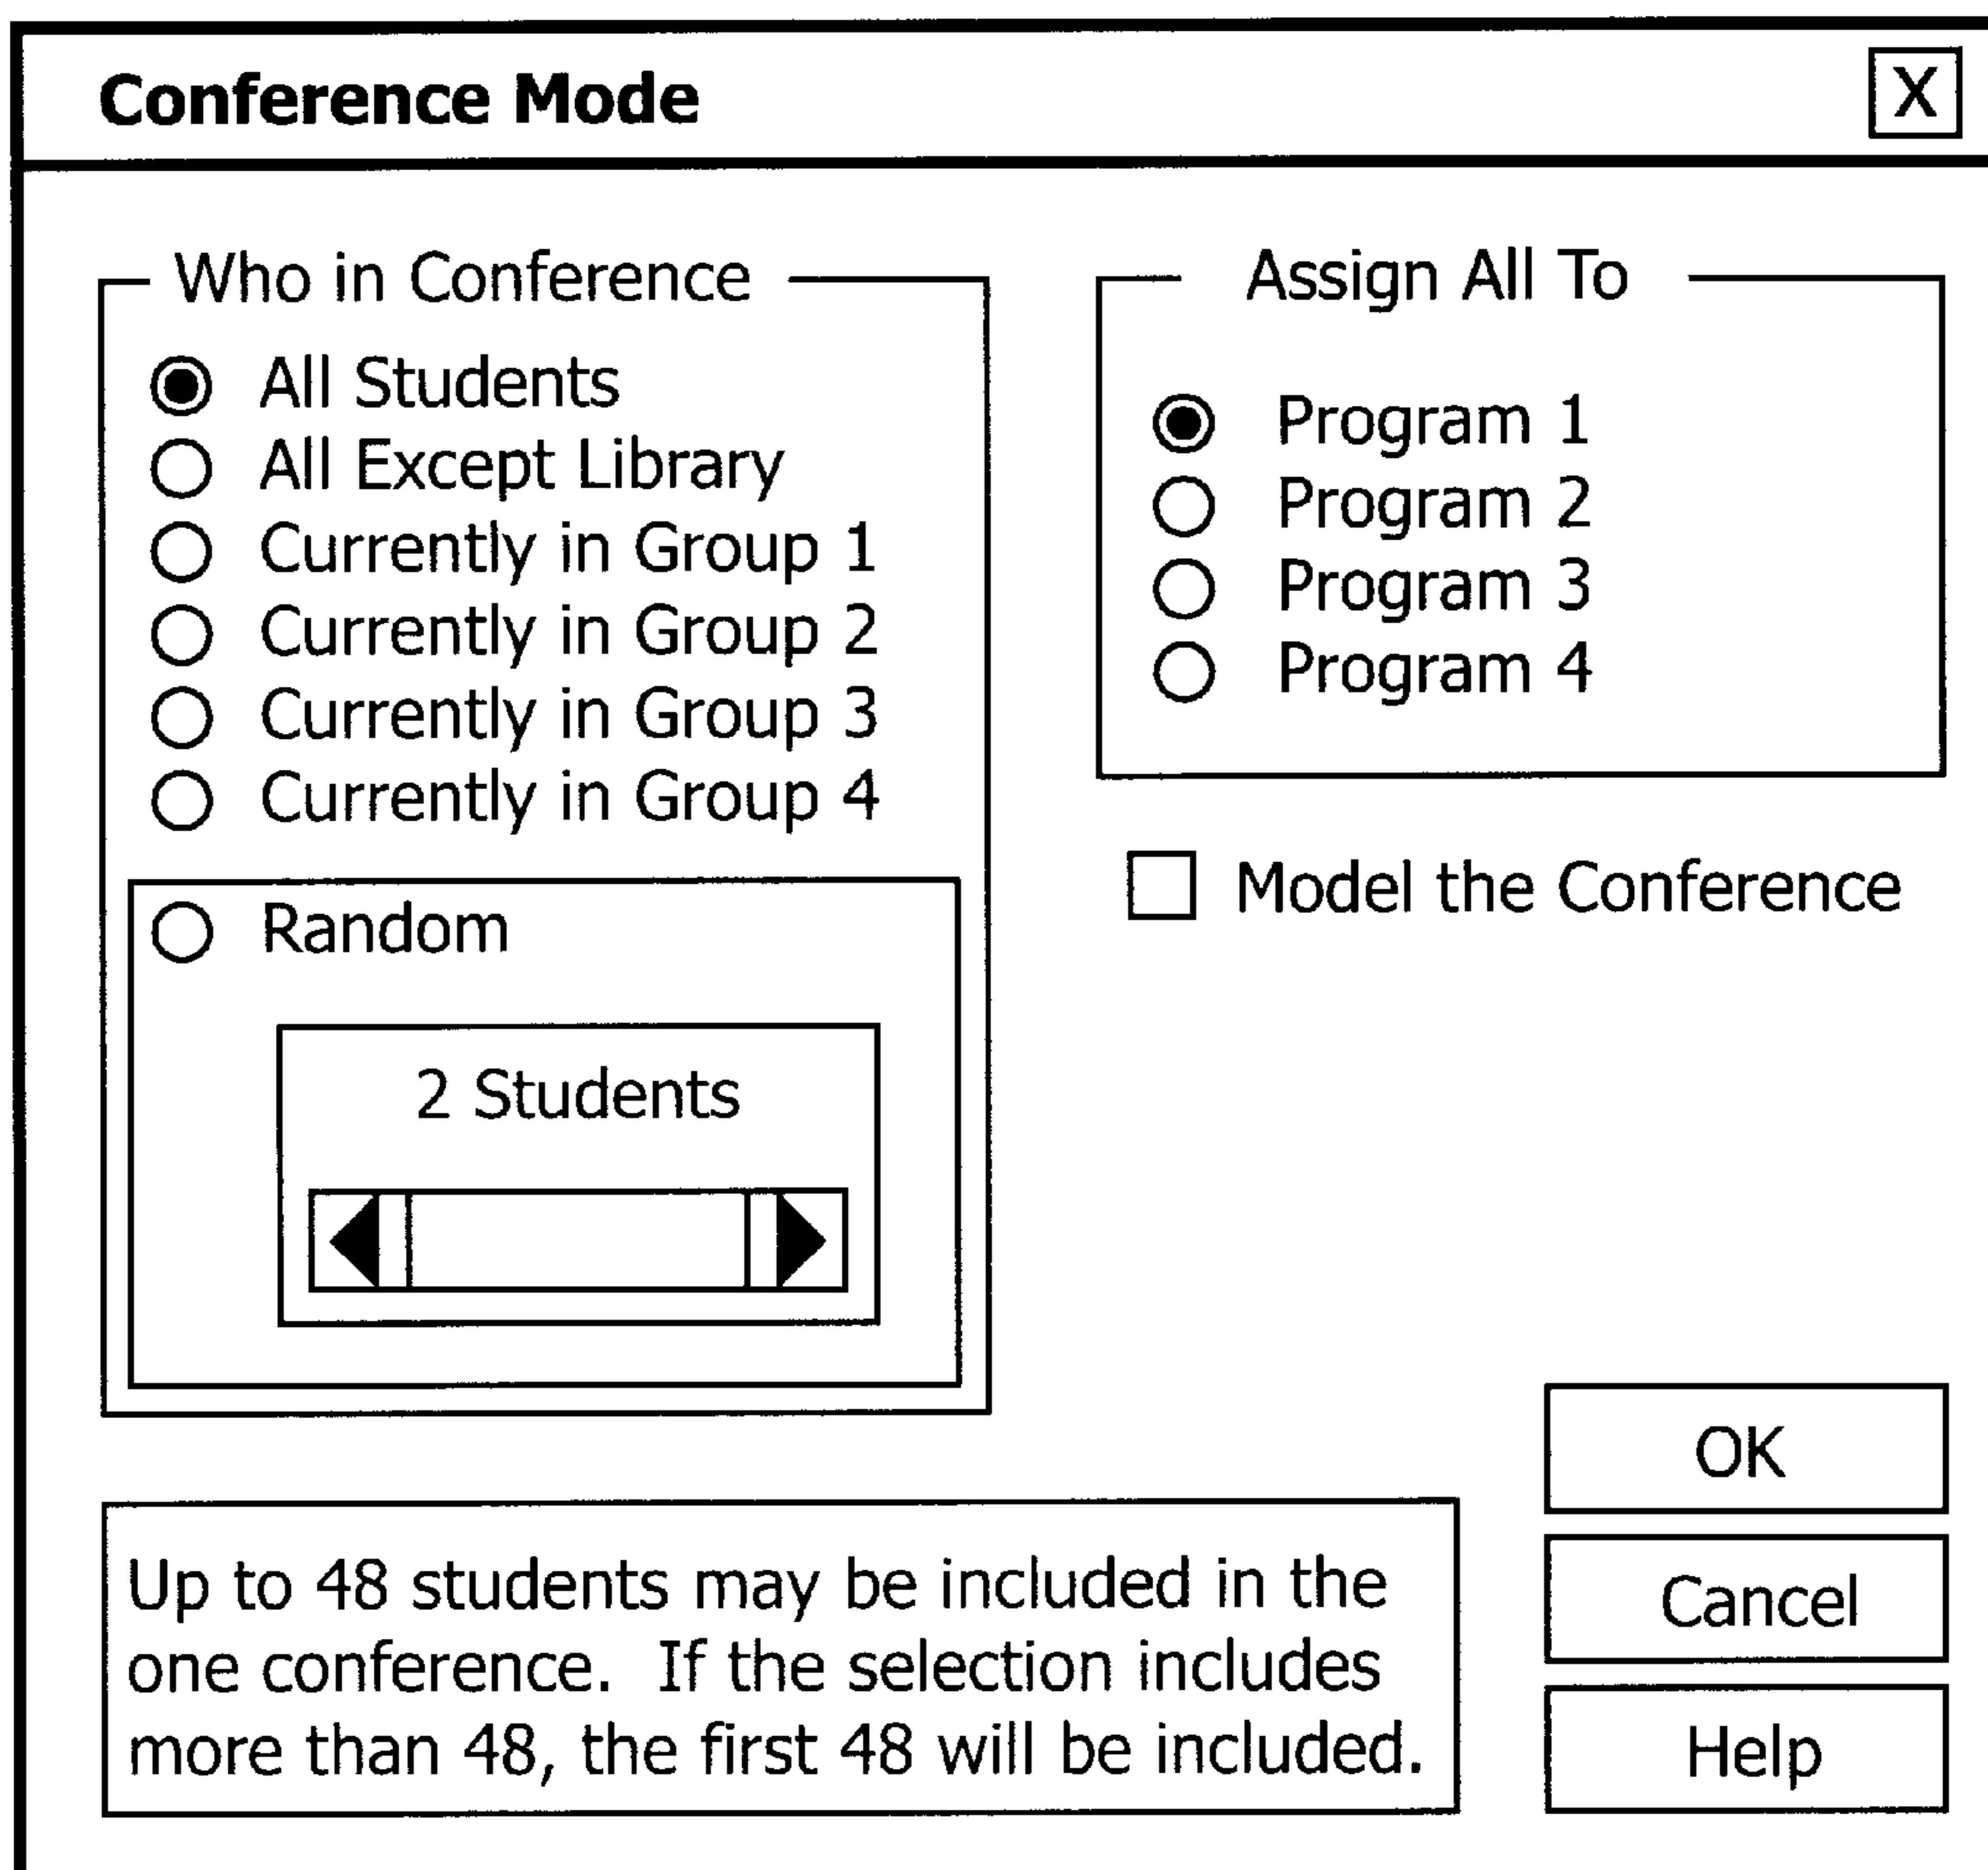 Conference Mode
X
Who in Conference
All Students
All Except Library
Currently in Group 1
Currently in Group 2
Currently in Group 3
Currently in Group 4
Random
2 Students
Assign All To
Program 1
Program 2
Program 3
Program 4
Model the Conference
Up to 48 students may be included in the
one conference.  If the selection includes
more than 48, the first 48 will be included.
OK
Cancel
Help